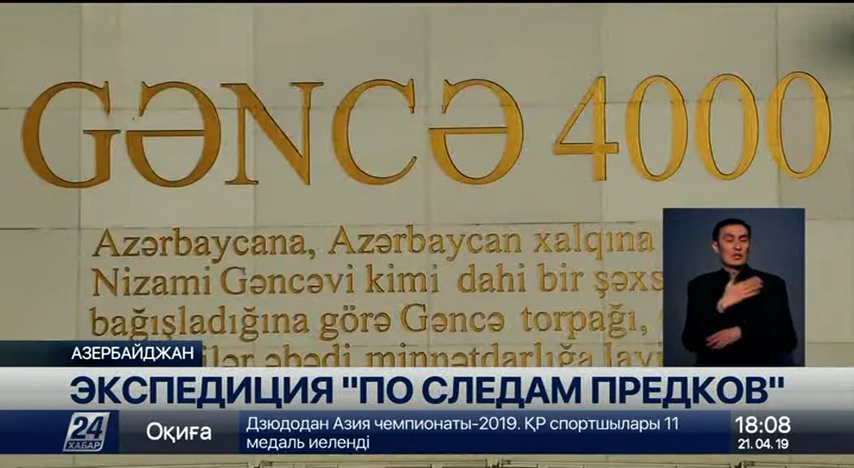 GƏNCƏ 4000
Azərbaycana, Azərbaycan xalqına
Nizami Gəncəvi kimi dahi bir şəxs
bağışladığına görə Gəncə torpağı,
əbədi minnətdarlığa layi
АЗЕРБАЙДЖАН
ЭКСПЕДИЦИЯ "ПО СЛЕДАМ ПРЕДКОВ"
24
ХАБАР
Оқиға
Дзюдодан Азия чемпионаты-2019. ҚР спортшылары 11
медаль иеленді
18:08
21.04.19